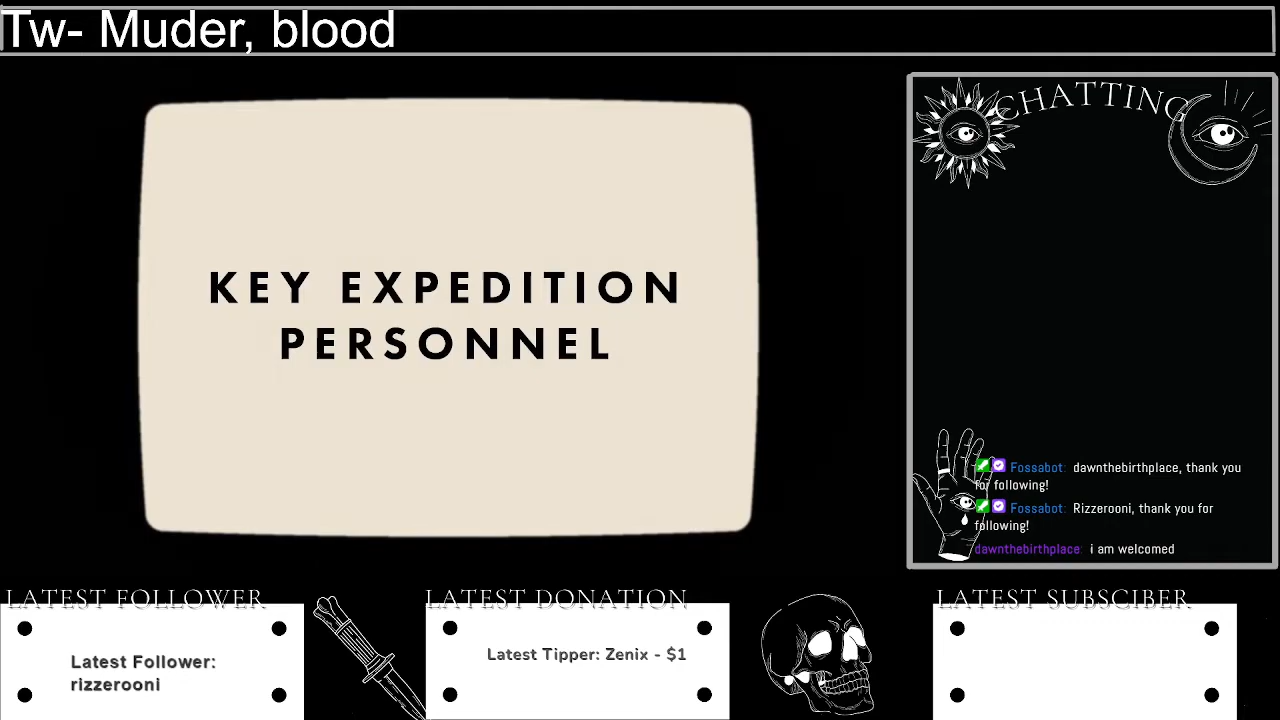 Tw- Muder, blood
CHATTING
KEY EXPEDITION
PERSONNEL
Fossabot: dawnthebirthplace, thank you
for following!
Fossabot: Rizzerooni, thank you for
following!
dawnthebirthplace: i am welcomed
LATEST FOLLOWER
Latest Follower:
rizzerooni
LATEST DONATION
Latest Tipper: Zenix - $1
LATEST SUBSCIBER